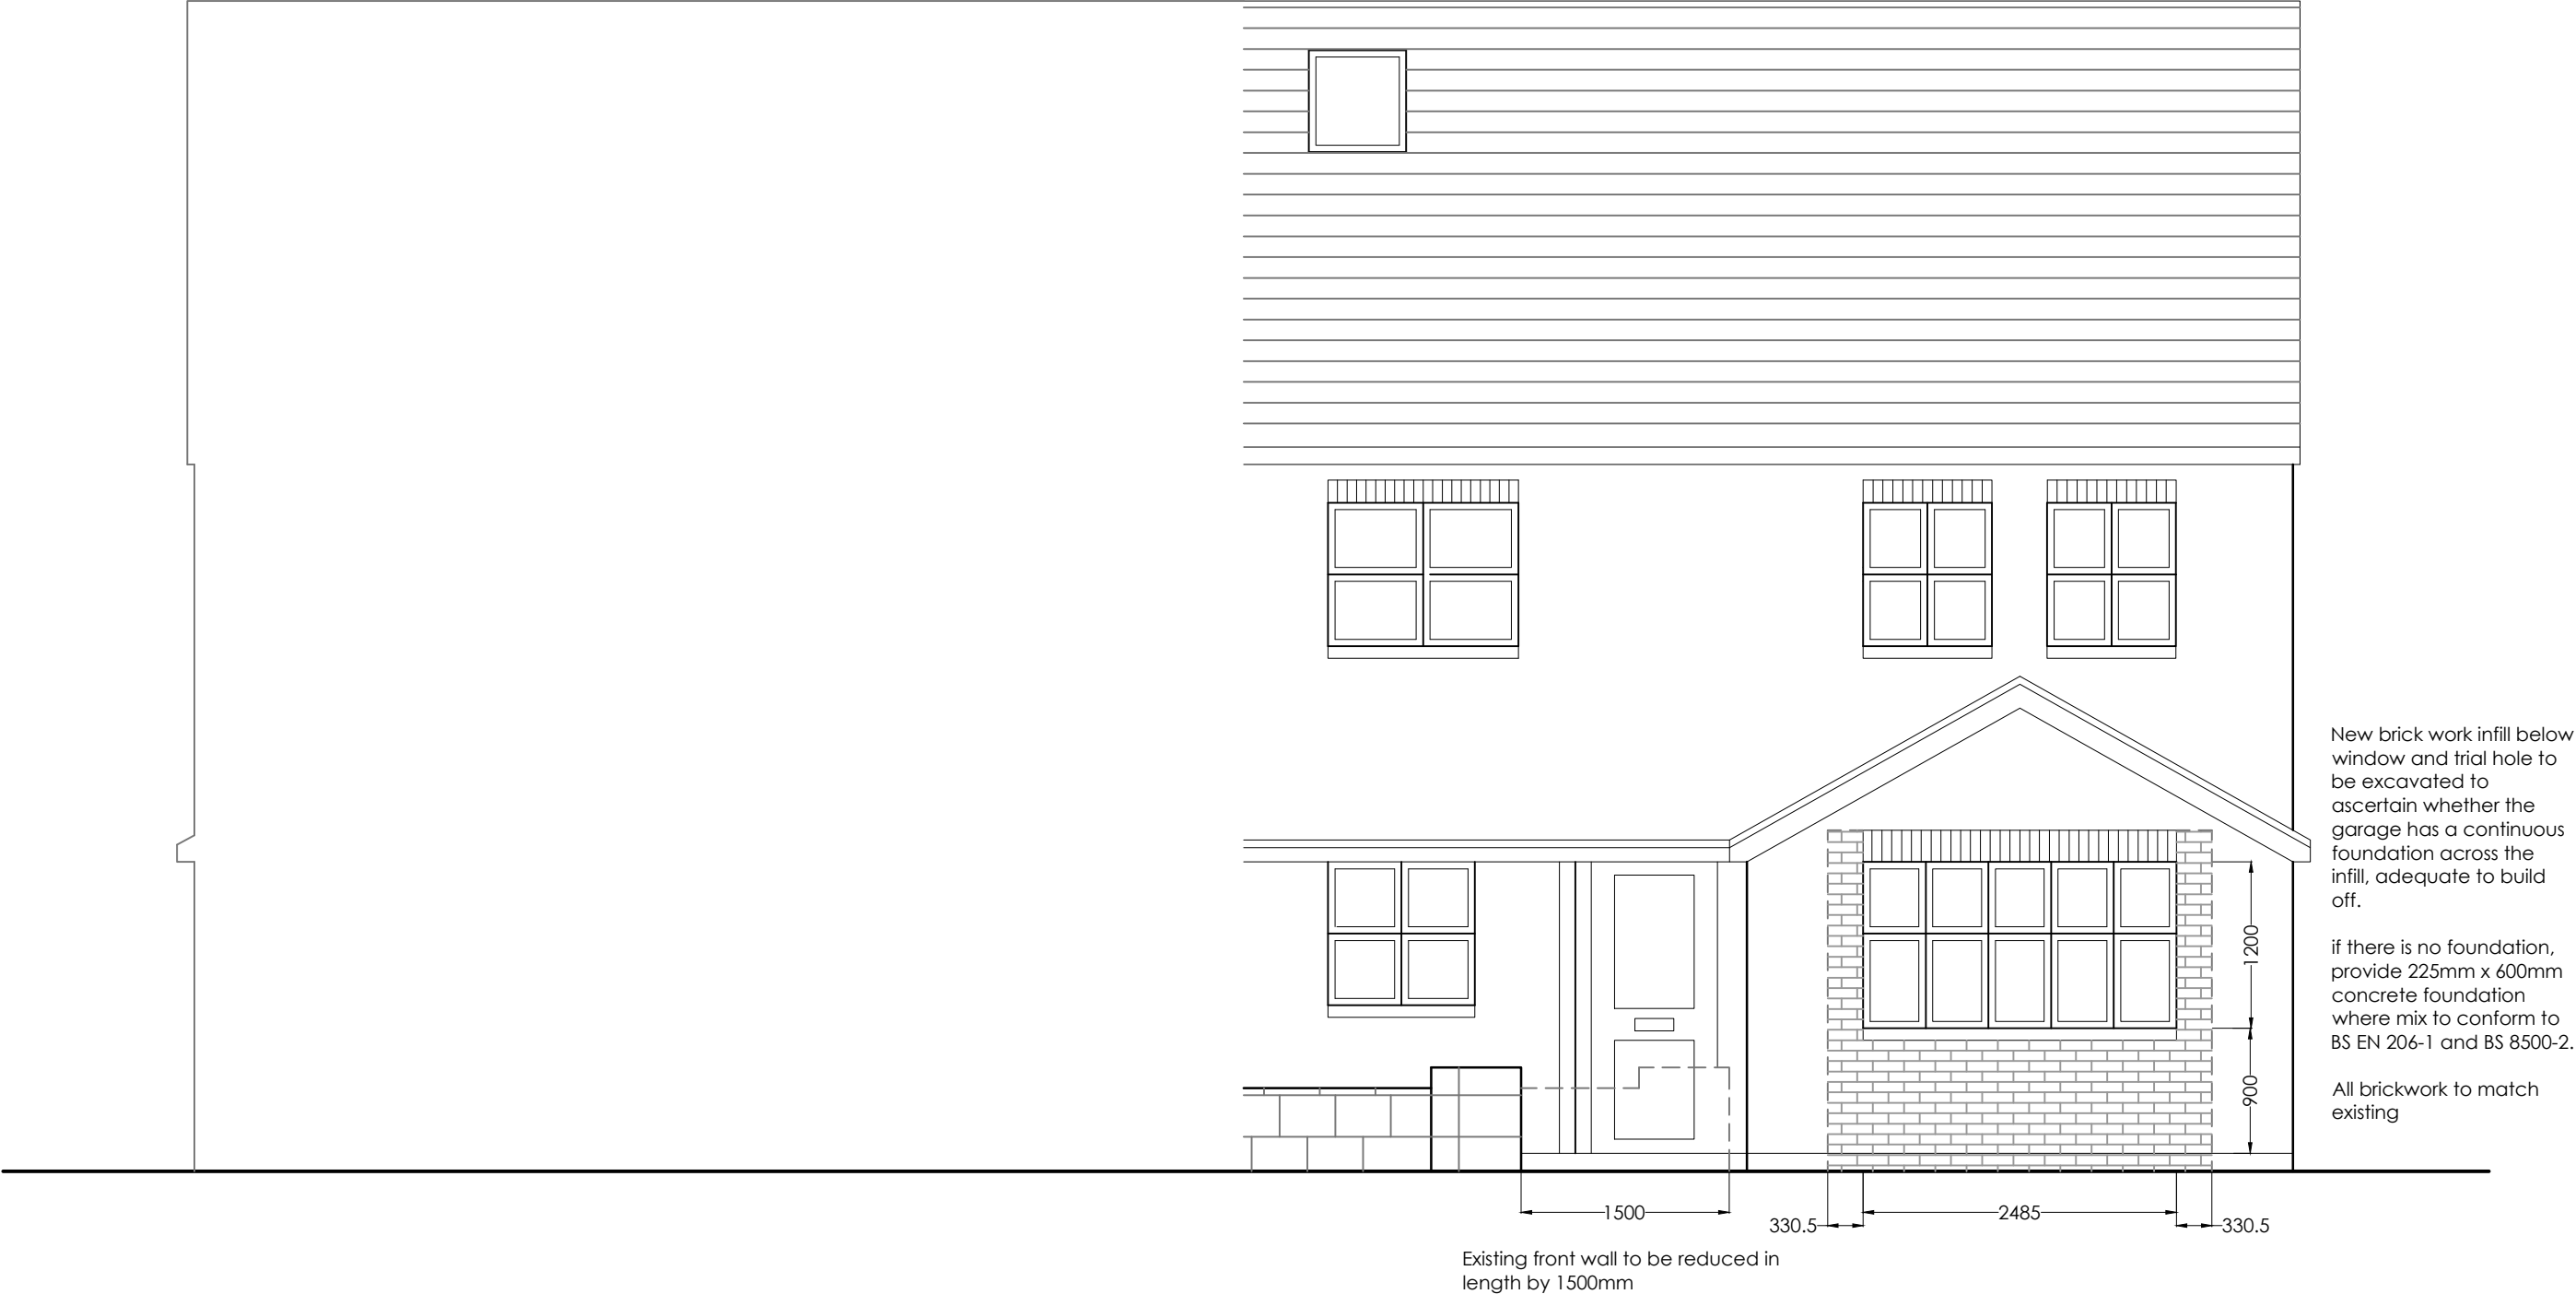 New brick work infill below
window and trial hole to
be excavated to
ascertain whether the
garage has a continuous
foundation across the
infill, adequate to build
off.
if there is no foundation,
provide 225mm x 600mm
concrete foundation
where mix to conform to
BS EN 206-1 and BS 8500-2.
All brickwork to match
existing
1200
900
1500
330.5
2485
330.5
Existing front wall to be reduced in
length by 1500mm